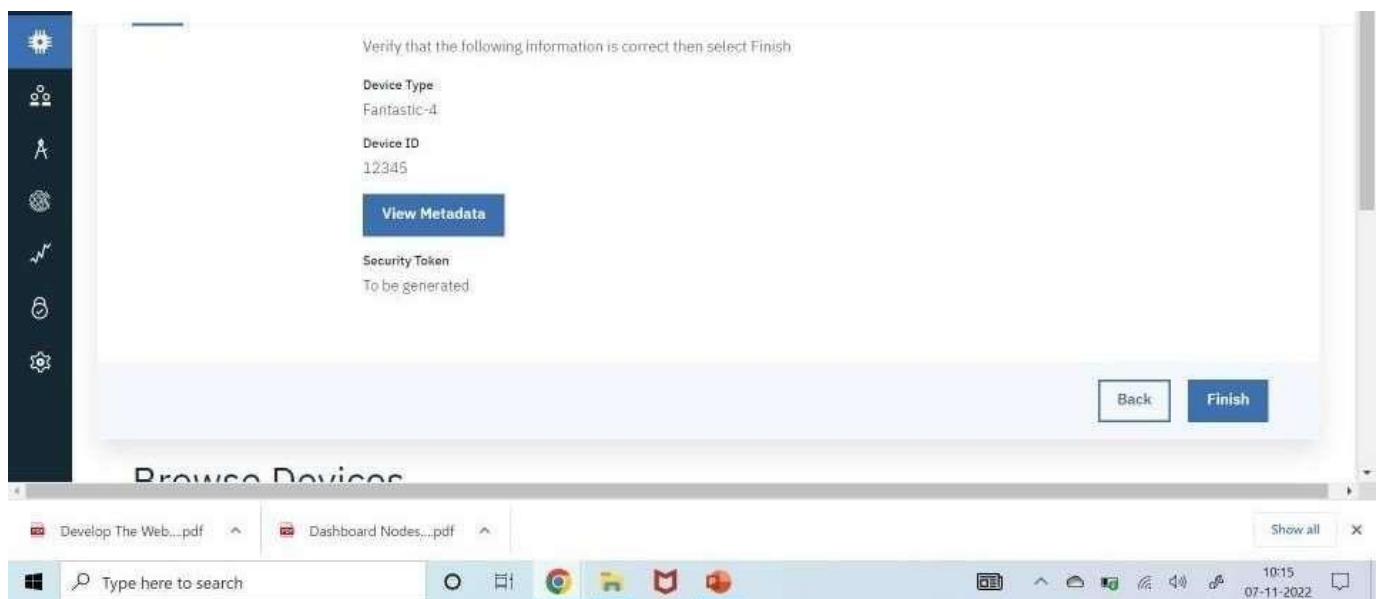 Verify that the following information is correct then select Finish
Device Type
Fantastic-4
Device ID
12345
View Metadata
Security Token
To be generated
Back
Finish
Browse Devices
Develop The Web....pdf
Dashboard Nodes....pdf
Show all
Type here to search
10:15
07-11-2022